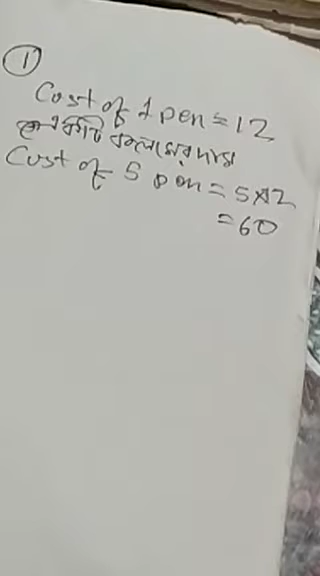 ①
Cost of 1 pen = 12
একটি কলমের দাম
Cost of 5 pen = 5×12
= 60